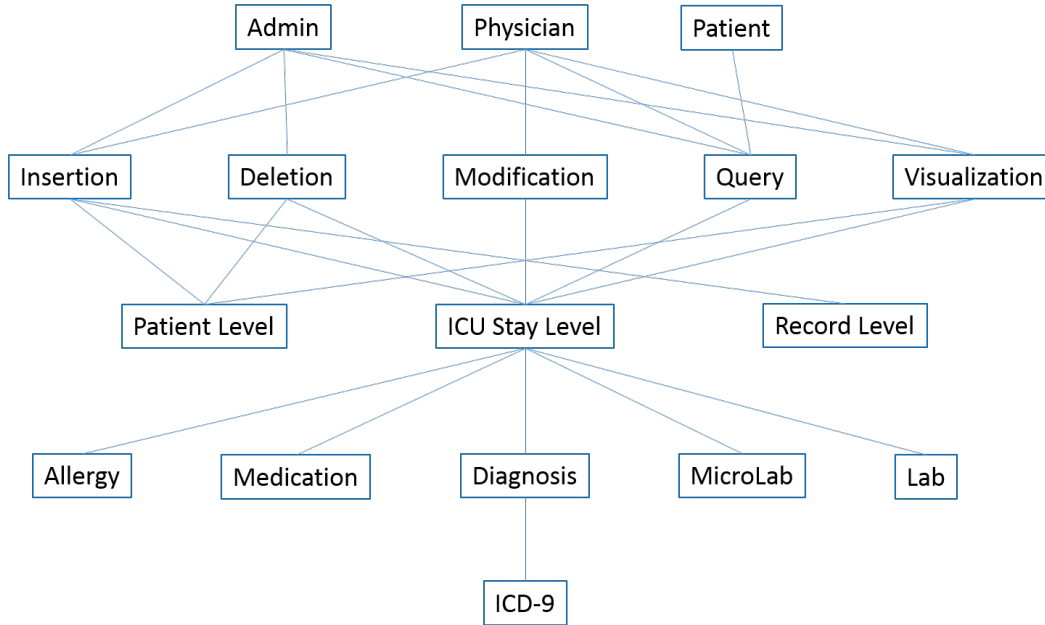 Admin
Physician
Patient
Insertion
Deletion
Modification
Query
Visualization
Patient Level
ICU Stay Level
Record Level
Allergy
Medication
Diagnosis
MicroLab
Lab
ICD-9